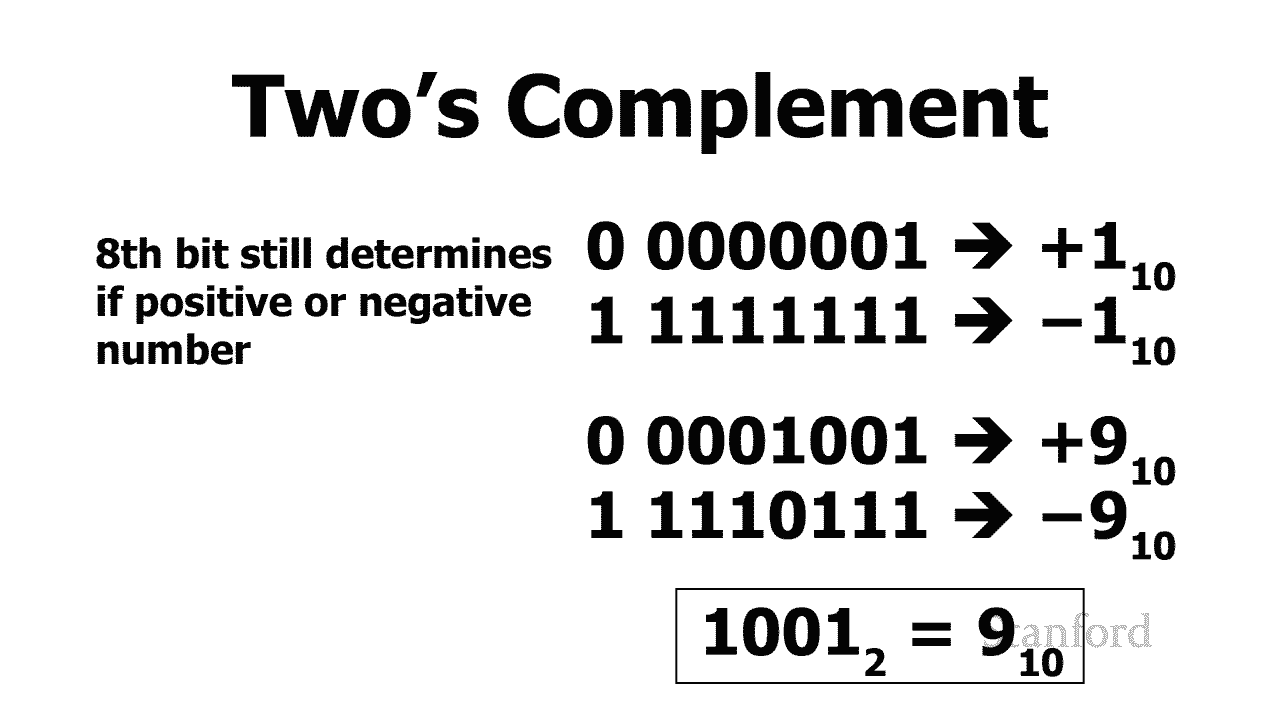 Two’s Complement
8th bit still determines
if positive or negative
number
0 0000001 ➔ +1₁₀
1 1111111 ➔ −1₁₀
0 0001001 ➔ +9₁₀
1 1110111 ➔ −9₁₀
1001₂ = 9₁₀
Stanford